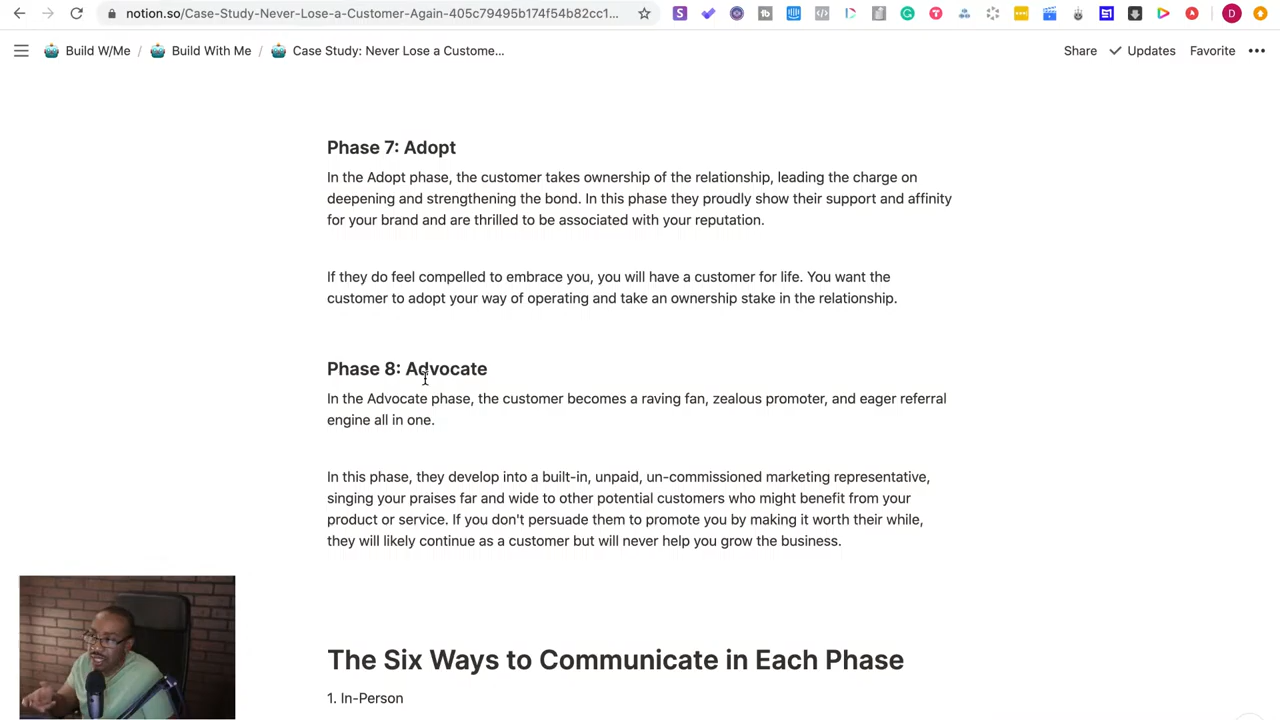 notion.so/Case-Study-Never-Lose-a-Customer-Again-405c79495b174f54b82cc1...
D
Build W/Me / Build With Me / Case Study: Never Lose a Custome...
Share Updates Favorite
Phase 7: Adopt
In the Adopt phase, the customer takes ownership of the relationship, leading the charge on
deepening and strengthening the bond. In this phase they proudly show their support and affinity
for your brand and are thrilled to be associated with your reputation.
If they do feel compelled to embrace you, you will have a customer for life. You want the
customer to adopt your way of operating and take an ownership stake in the relationship.
Phase 8: Advocate
In the Advocate phase, the customer becomes a raving fan, zealous promoter, and eager referral
engine all in one.
In this phase, they develop into a built-in, unpaid, un-commissioned marketing representative,
singing your praises far and wide to other potential customers who might benefit from your
product or service. If you don't persuade them to promote you by making it worth their while,
they will likely continue as a customer but will never help you grow the business.
The Six Ways to Communicate in Each Phase
1. In-Person